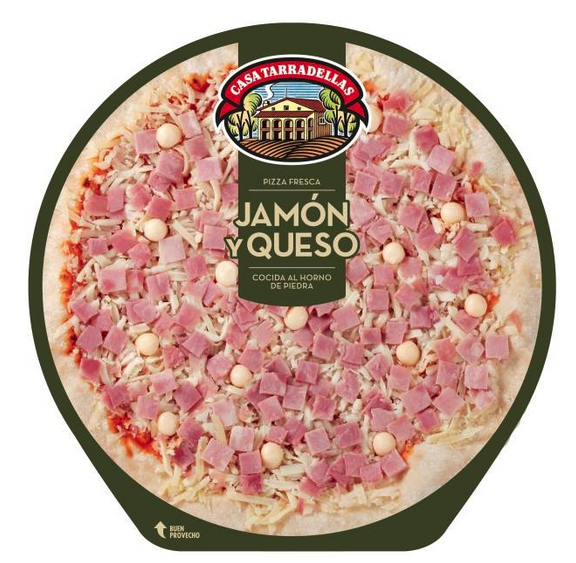 CASA TARRADELLAS
PIZZA FRESCA
JAMÓN
Y QUESO
COCIDA AL HORNO
DE PIEDRA
BUEN
PROVECHO